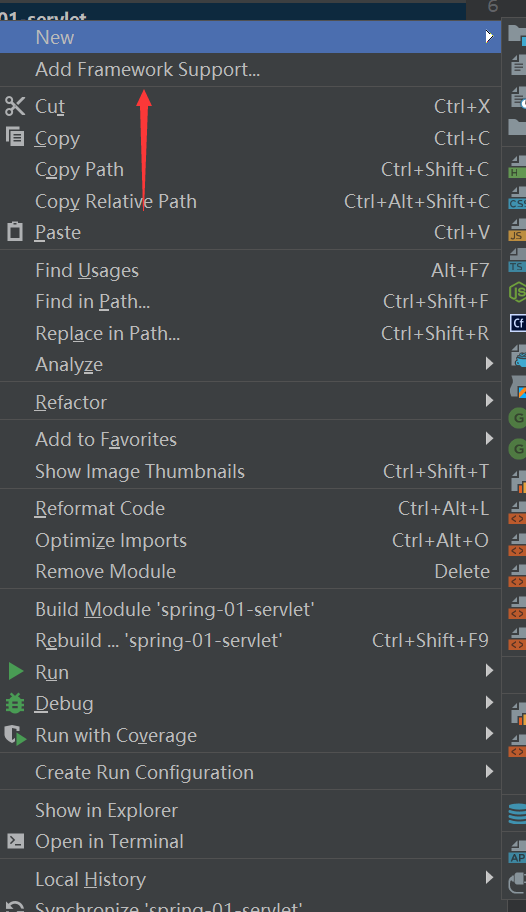 01-servlet
6
New
Add Framework Support...
Cut Ctrl+X
Copy Ctrl+C
Copy Path Ctrl+Shift+C
Copy Relative Path Ctrl+Alt+Shift+C
Paste Ctrl+V
Find Usages Alt+F7
Find in Path... Ctrl+Shift+F
Replace in Path... Ctrl+Shift+R
Analyze
Refactor
Add to Favorites
Show Image Thumbnails Ctrl+Shift+T
Reformat Code Ctrl+Alt+L
Optimize Imports Ctrl+Alt+O
Remove Module Delete
Build Module 'spring-01-servlet'
Rebuild ... 'spring-01-servlet' Ctrl+Shift+F9
Run
Debug
Run with Coverage
Create Run Configuration
Show in Explorer
Open in Terminal
Local History
Synchronize 'spring-01-servlet'
H
CSS
JS
TS
JS
Cf
G
G
API